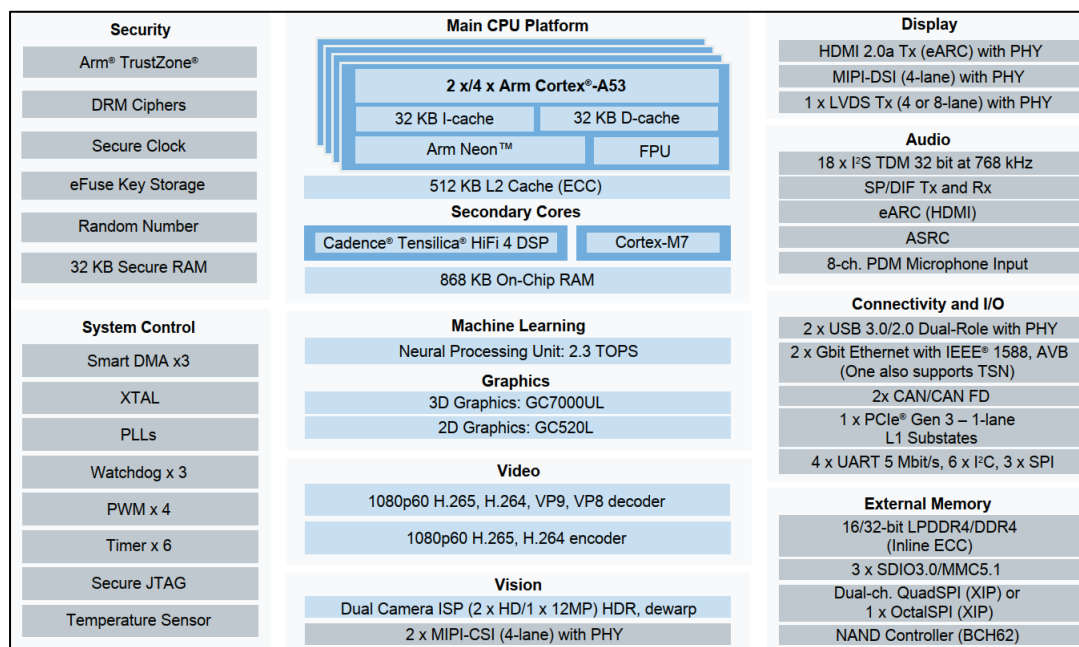 Security
Arm® TrustZone®
DRM Ciphers
Secure Clock
eFuse Key Storage
Random Number
32 KB Secure RAM
System Control
Smart DMA x3
XTAL
PLLs
Watchdog x 3
PWM x 4
Timer x 6
Secure JTAG
Temperature Sensor
Main CPU Platform
2 x/4 x Arm Cortex®-A53
32 KB I-cache
32 KB D-cache
Arm Neon™
FPU
512 KB L2 Cache (ECC)
Secondary Cores
Cadence® Tensilica® HiFi 4 DSP
Cortex-M7
868 KB On-Chip RAM
Machine Learning
Neural Processing Unit: 2.3 TOPS
Graphics
3D Graphics: GC7000UL
2D Graphics: GC520L
Video
1080p60 H.265, H.264, VP9, VP8 decoder
1080p60 H.265, H.264 encoder
Vision
Dual Camera ISP (2 x HD/1 x 12MP) HDR, dewarp
2 x MIPI-CSI (4-lane) with PHY
Display
HDMI 2.0a Tx (eARC) with PHY
MIPI-DSI (4-lane) with PHY
1 x LVDS Tx (4 or 8-lane) with PHY
Audio
18 x I²S TDM 32 bit at 768 kHz
SP/DIF Tx and Rx
eARC (HDMI)
ASRC
8-ch. PDM Microphone Input
Connectivity and I/O
2 x USB 3.0/2.0 Dual-Role with PHY
2 x Gbit Ethernet with IEEE® 1588, AVB
(One also supports TSN)
2x CAN/CAN FD
1 x PCIe® Gen 3 – 1-lane
L1 Substates
4 x UART 5 Mbit/s, 6 x I²C, 3 x SPI
External Memory
16/32-bit LPDDR4/DDR4
(Inline ECC)
3 x SDIO3.0/MMC5.1
Dual-ch. QuadSPI (XIP) or
1 x OctalSPI (XIP)
NAND Controller (BCH62)